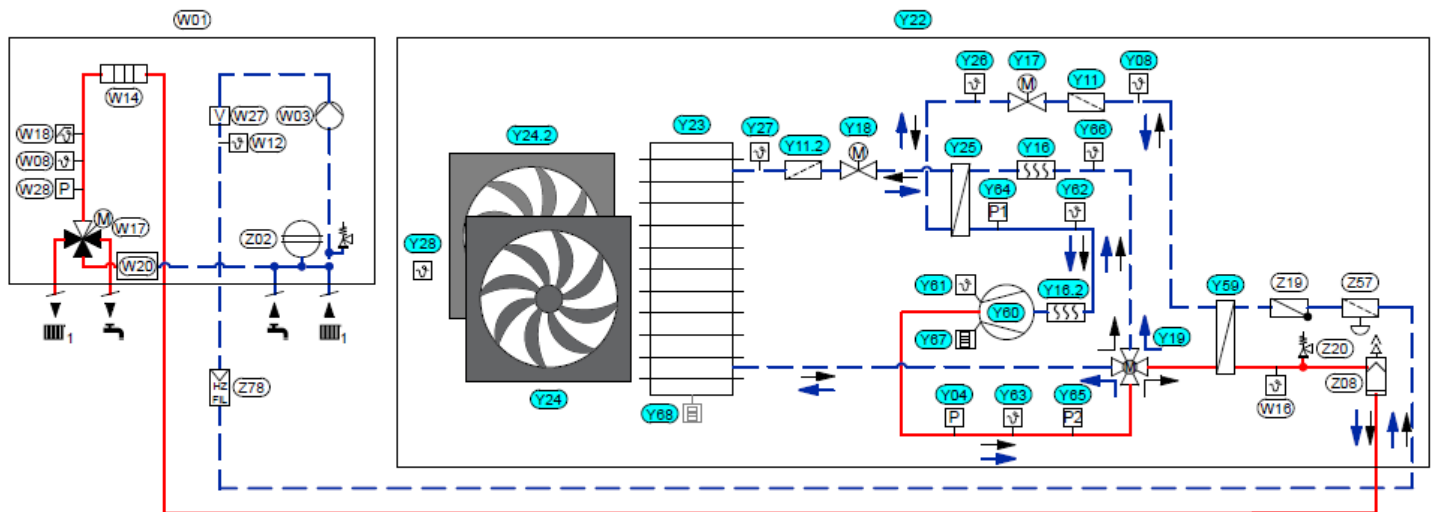 W01
Y22
Y26
Y17
Y11
Y08
M
W14
V
W27
W03
W12
W18
W08
W28
P
M
W17
Z02
W20
1
1
HZ
FIL
Z78
Y24.2
Y28
Y24
Y23
Y68
Y27
Y11.2
Y18
M
Y25
Y16
Y66
Y64
P1
Y62
Y61
Y60
Y67
Y16.2
Y19
M
Y59
Z19
Z57
Z20
Z08
W16
Y04
Y63
Y65
P
P2